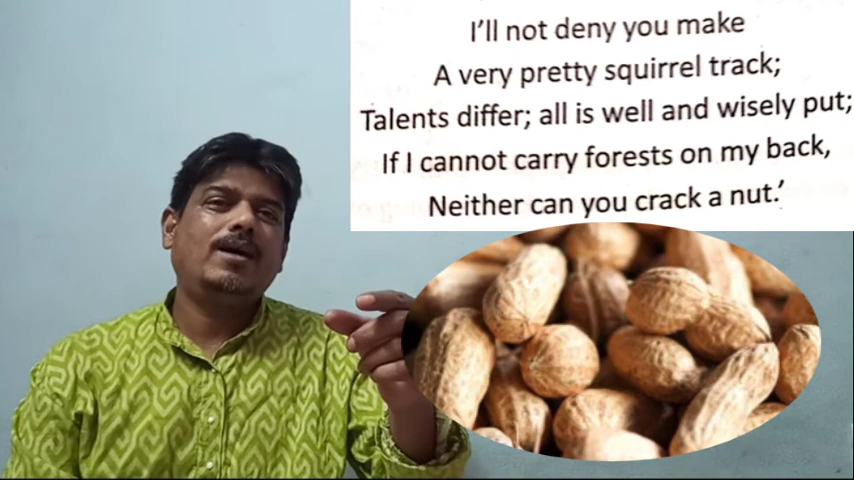 I'll not deny you make
A very pretty squirrel track;
Talents differ; all is well and wisely put;
If I cannot carry forests on my back,
Neither can you crack a nut.’